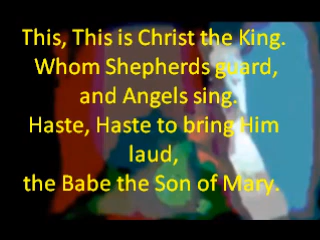 This, This is Christ the King.
Whom Shepherds guard,
and Angels sing.
Haste, Haste to bring Him
laud,
the Babe the Son of Mary.